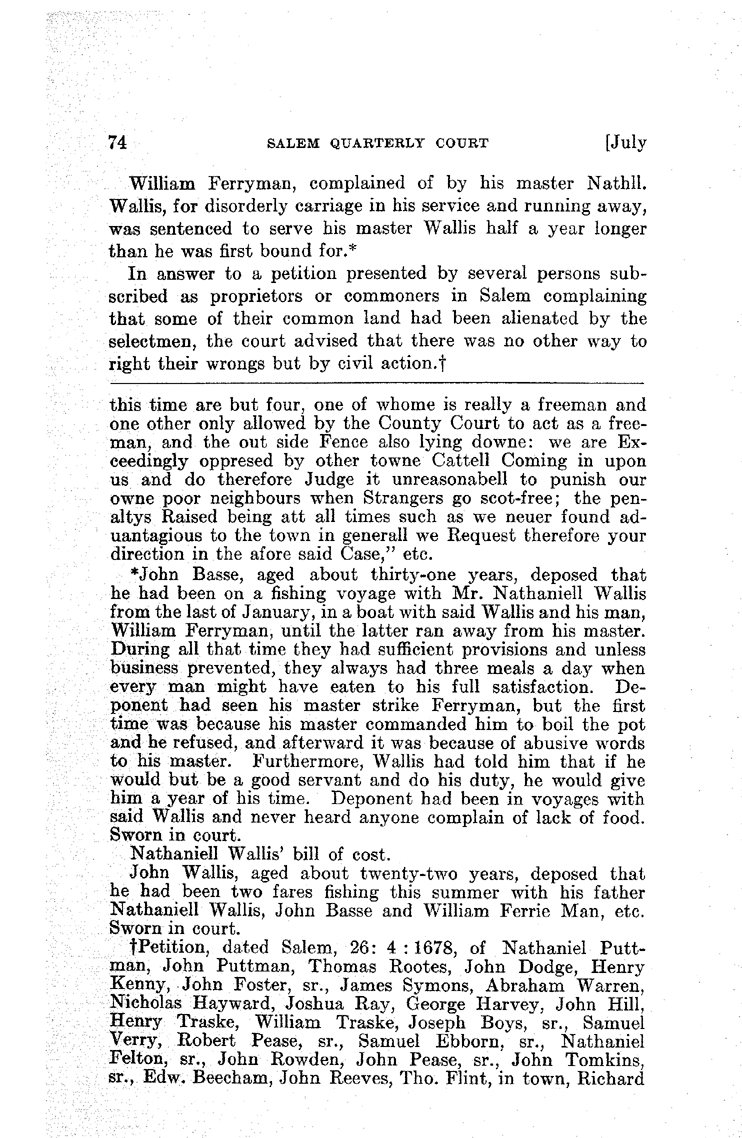 74 SALEM QUARTERLY COURT [July
William Ferryman, complained of by his master Nathll.
Wallis, for disorderly carriage in his service and running away,
was sentenced to serve his master Wallis half a year longer
than he was first bound for.*
In answer to a petition presented by several persons sub-
scribed as proprietors or commoners in Salem complaining
that some of their common land had been alienated by the
selectmen, the court advised that there was no other way to
right their wrongs but by civil action.†
this time are but four, one of whome is really a freeman and
one other only allowed by the County Court to act as a free-
man, and the out side Fence also lying downe: we are Ex-
ceedingly oppresed by other towne Cattell Coming in upon
us and do therefore Judge it unreasonabell to punish our
owne poor neighbours when Strangers go scot-free; the pen-
altys Raised being att all times such as we neuer found ad-
uantagious to the town in generall we Request therefore your
direction in the afore said Case," etc.
*John Basse, aged about thirty-one years, deposed that
he had been on a fishing voyage with Mr. Nathaniell Wallis
from the last of January, in a boat with said Wallis and his man,
William Ferryman, until the latter ran away from his master.
During all that time they had sufficient provisions and unless
business prevented, they always had three meals a day when
every man might have eaten to his full satisfaction. De-
ponent had seen his master strike Ferryman, but the first
time was because his master commanded him to boil the pot
and he refused, and afterward it was because of abusive words
to his master. Furthermore, Wallis had told him that if he
would but be a good servant and do his duty, he would give
him a year of his time. Deponent had been in voyages with
said Wallis and never heard anyone complain of lack of food.
Sworn in court.
Nathaniell Wallis' bill of cost.
John Wallis, aged about twenty-two years, deposed that
he had been two fares fishing this summer with his father
Nathaniell Wallis, John Basse and William Ferrie Man, etc.
Sworn in court.
†Petition, dated Salem, 26: 4 : 1678, of Nathaniel Putt-
man, John Puttman, Thomas Rootes, John Dodge, Henry
Kenny, John Foster, sr., James Symons, Abraham Warren,
Nicholas Hayward, Joshua Ray, George Harvey, John Hill,
Henry Traske, William Traske, Joseph Boys, sr., Samuel
Verry, Robert Pease, sr., Samuel Ebborn, sr., Nathaniel
Felton, sr., John Rowden, John Pease, sr., John Tomkins,
sr., Edw. Beecham, John Reeves, Tho. Flint, in town, Richard